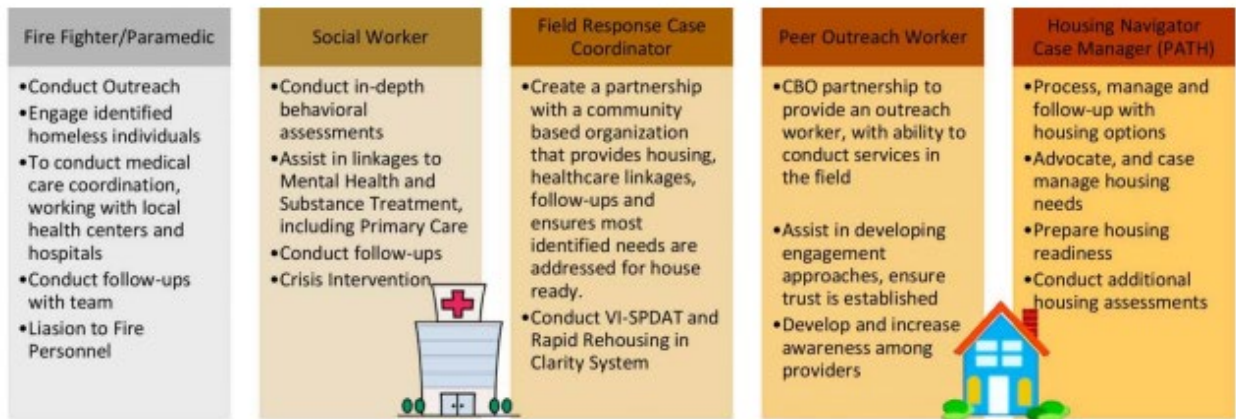 Fire Fighter/Paramedic
•Conduct Outreach
•Engage identified
homeless individuals
•To conduct medical
care coordination,
working with local
health centers and
hospitals
•Conduct follow-ups
with team
•Liasion to Fire
Personnel
Social Worker
•Conduct in-depth
behavioral
assessments
•Assist in linkages to
Mental Health and
Substance Treatment,
including Primary Care
•Conduct follow-ups
•Crisis Intervention
Field Response Case
Coordinator
•Create a partnership
with a community
based organization
that provides housing,
healthcare linkages,
follow-ups and
ensures most
identified needs are
addressed for house
ready.
•Conduct VI-SPDAT and
Rapid Rehousing in
Clarity System
Peer Outreach Worker
•CBO partnership to
provide an outreach
worker, with ability to
conduct services in
the field
•Assist in developing
engagement
approaches, ensure
trust is established
•Develop and increase
awareness among
providers
Housing Navigator
Case Manager (PATH)
•Process, manage and
follow-up with
housing options
•Advocate, and case
manage housing
needs
•Prepare housing
readiness
•Conduct additional
housing assessments